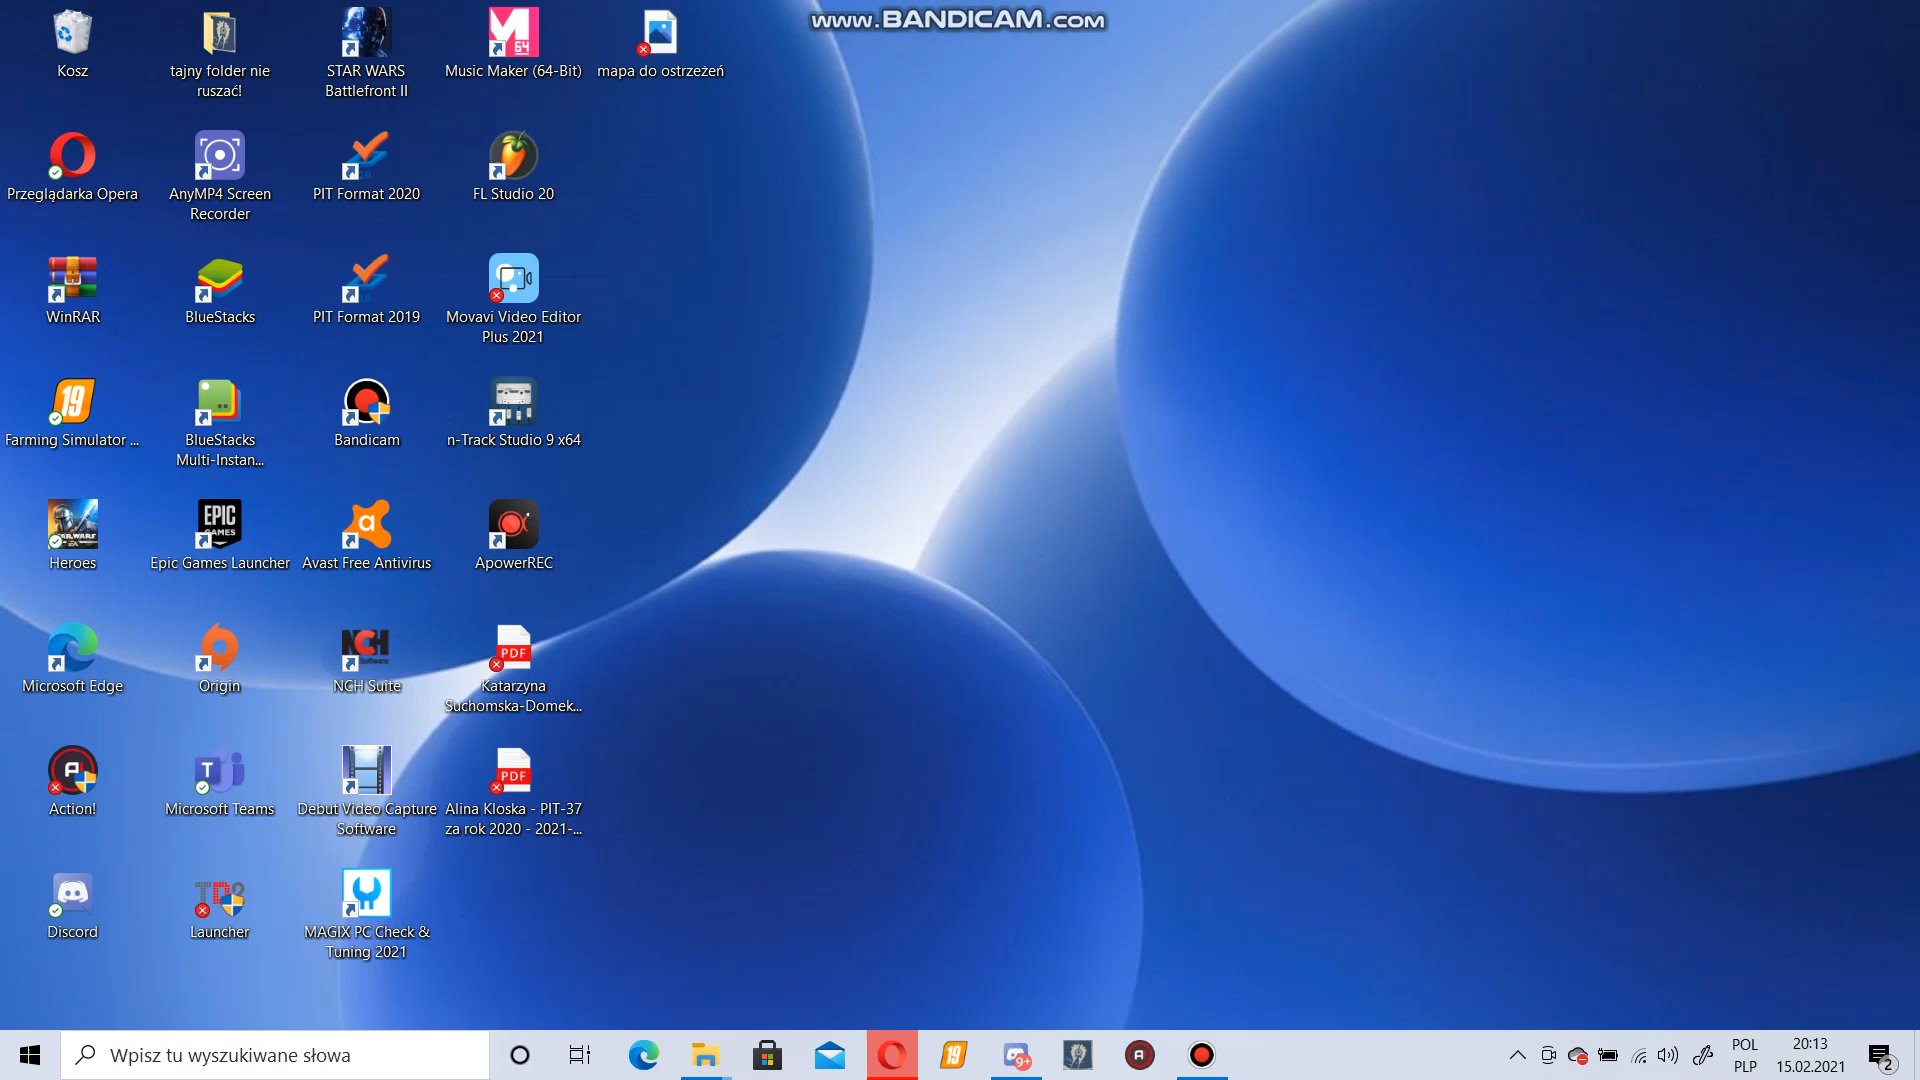 www.BANDICAM.com
Kosz
tajny folder nie
ruszać!
STAR WARS
Battlefront II
Music Maker (64-Bit)
mapa do ostrzeżeń
Przeglądarka Opera
AnyMP4 Screen
Recorder
PIT Format 2020
FL Studio 20
WinRAR
BlueStacks
PIT Format 2019
Movavi Video Editor
Plus 2021
Farming Simulator ...
BlueStacks
Multi-Instan...
Bandicam
n-Track Studio 9 x64
Heroes
Epic Games Launcher
Avast Free Antivirus
ApowerREC
Microsoft Edge
Origin
NCH Suite
Katarzyna
Suchomska-Domek...
Action!
Microsoft Teams
Debut Video Capture
Software
Alina Kloska - PIT-37
za rok 2020 - 2021-...
Discord
Launcher
MAGIX PC Check &
Tuning 2021
Wpisz tu wyszukiwane słowa
POL
PLP
20:13
15.02.2021
2